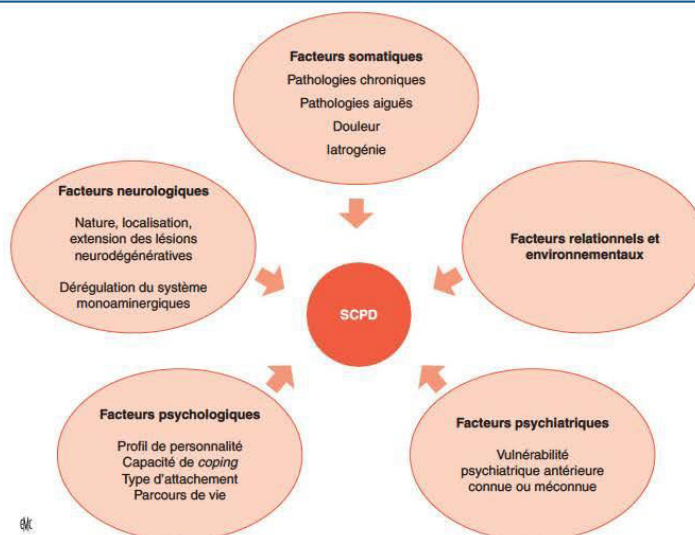 Facteurs somatiques
Pathologies chroniques
Pathologies aiguës
Douleur
Iatrogénie
Facteurs neurologiques
Nature, localisation,
extension des lésions
neurodégénératives
Dérégulation du système
monoaminergiques
Facteurs relationnels et
environnementaux
SCPD
Facteurs psychologiques
Profil de personnalité
Capacité de coping
Type d'attachement
Parcours de vie
Facteurs psychiatriques
Vulnérabilité
psychiatrique antérieure
connue ou méconnue
EMC